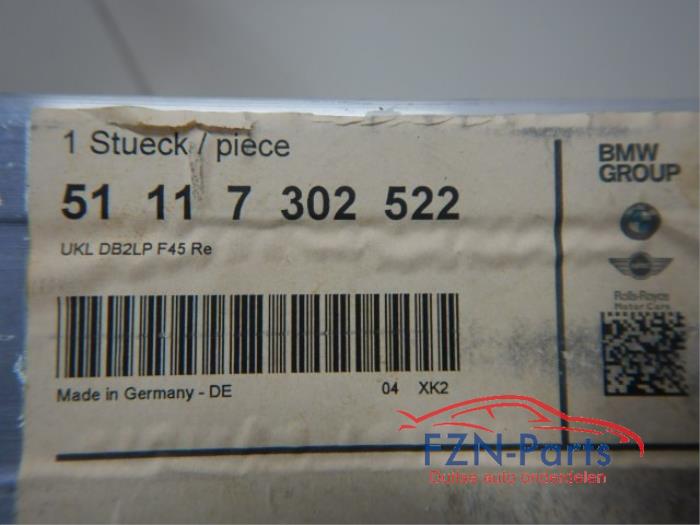 1 Stueck / piece
51 11 7 302 522
UKL DB2LP F45 Re
Made in Germany - DE
04 XK2
BMW
GROUP
Rolls-Royce
Motor Cars
FZN-Parts
Duitse auto onderdelen